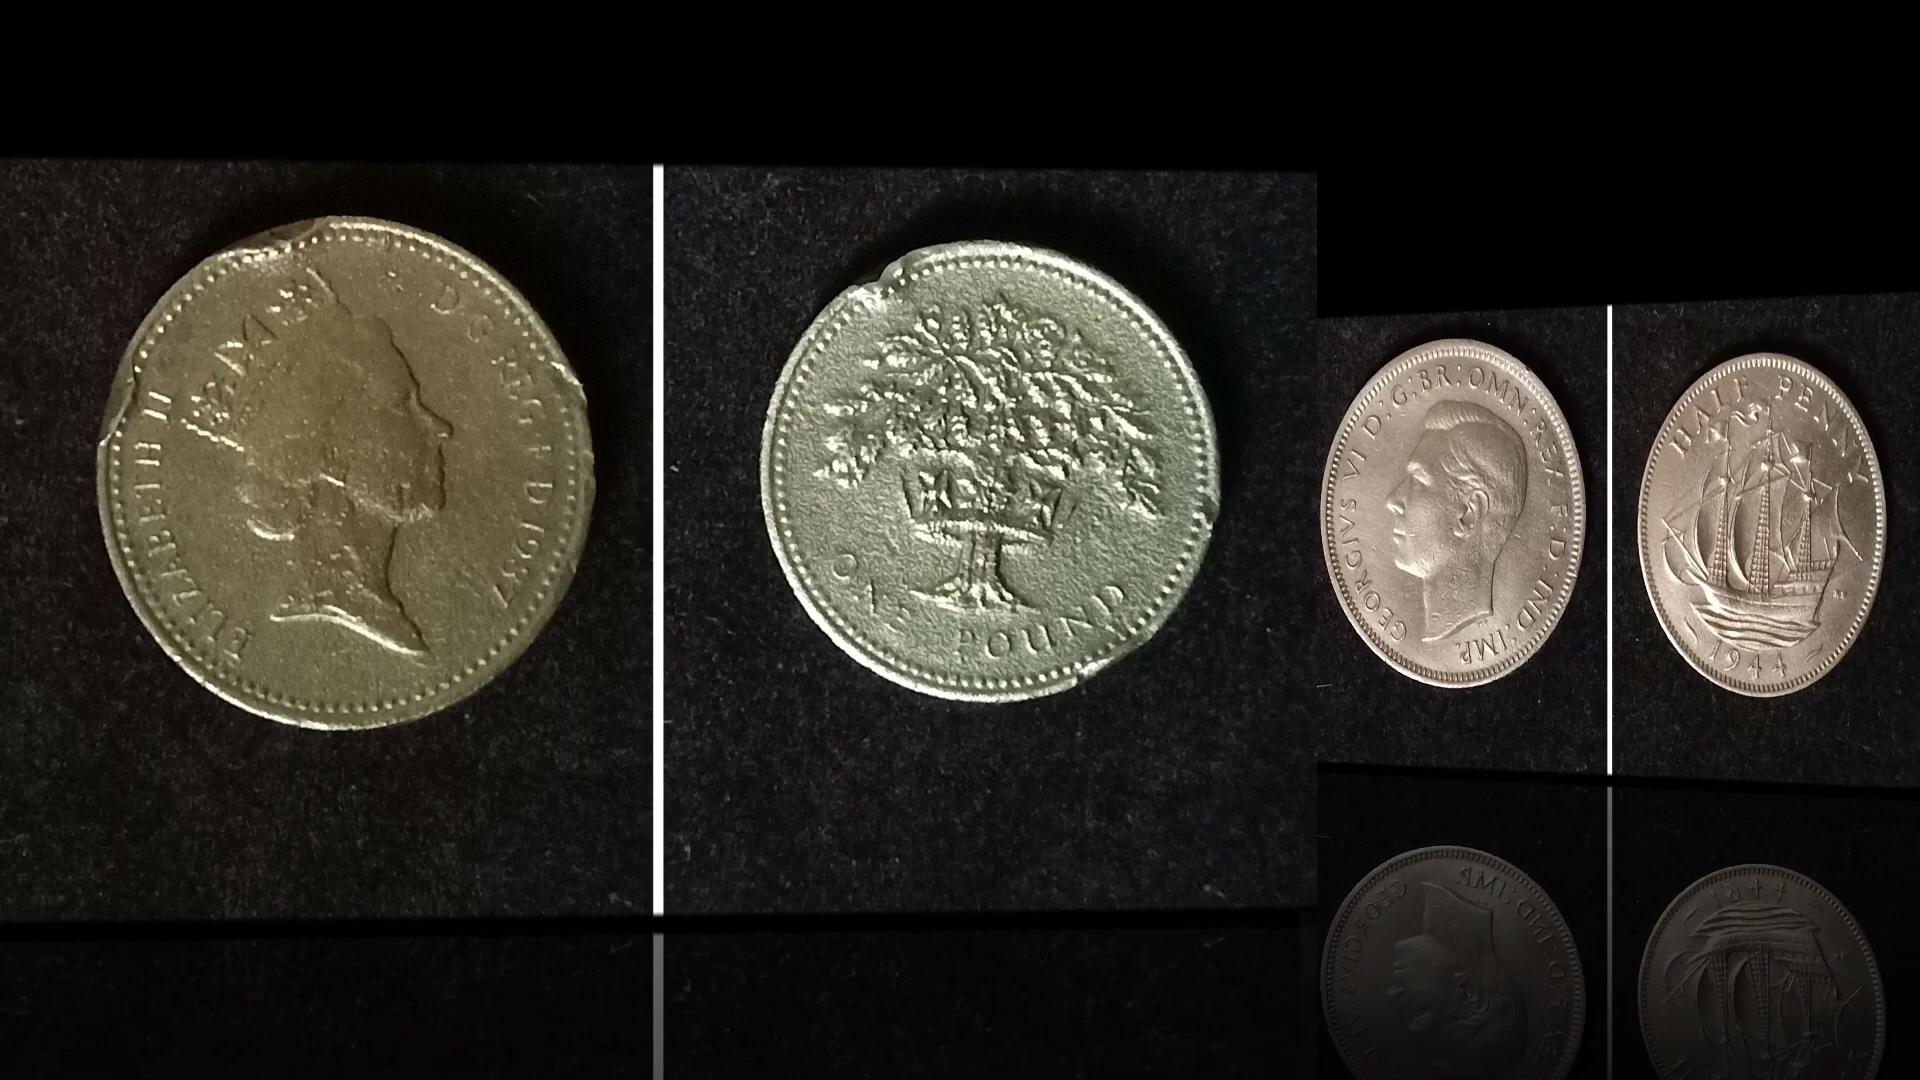 ELIZABETH II D G REG F D 1987
ONE POUND
GEORGIVS VI D:G:BR:OMN:REX F:D:IND:IMP.
HALF PENNY
1944